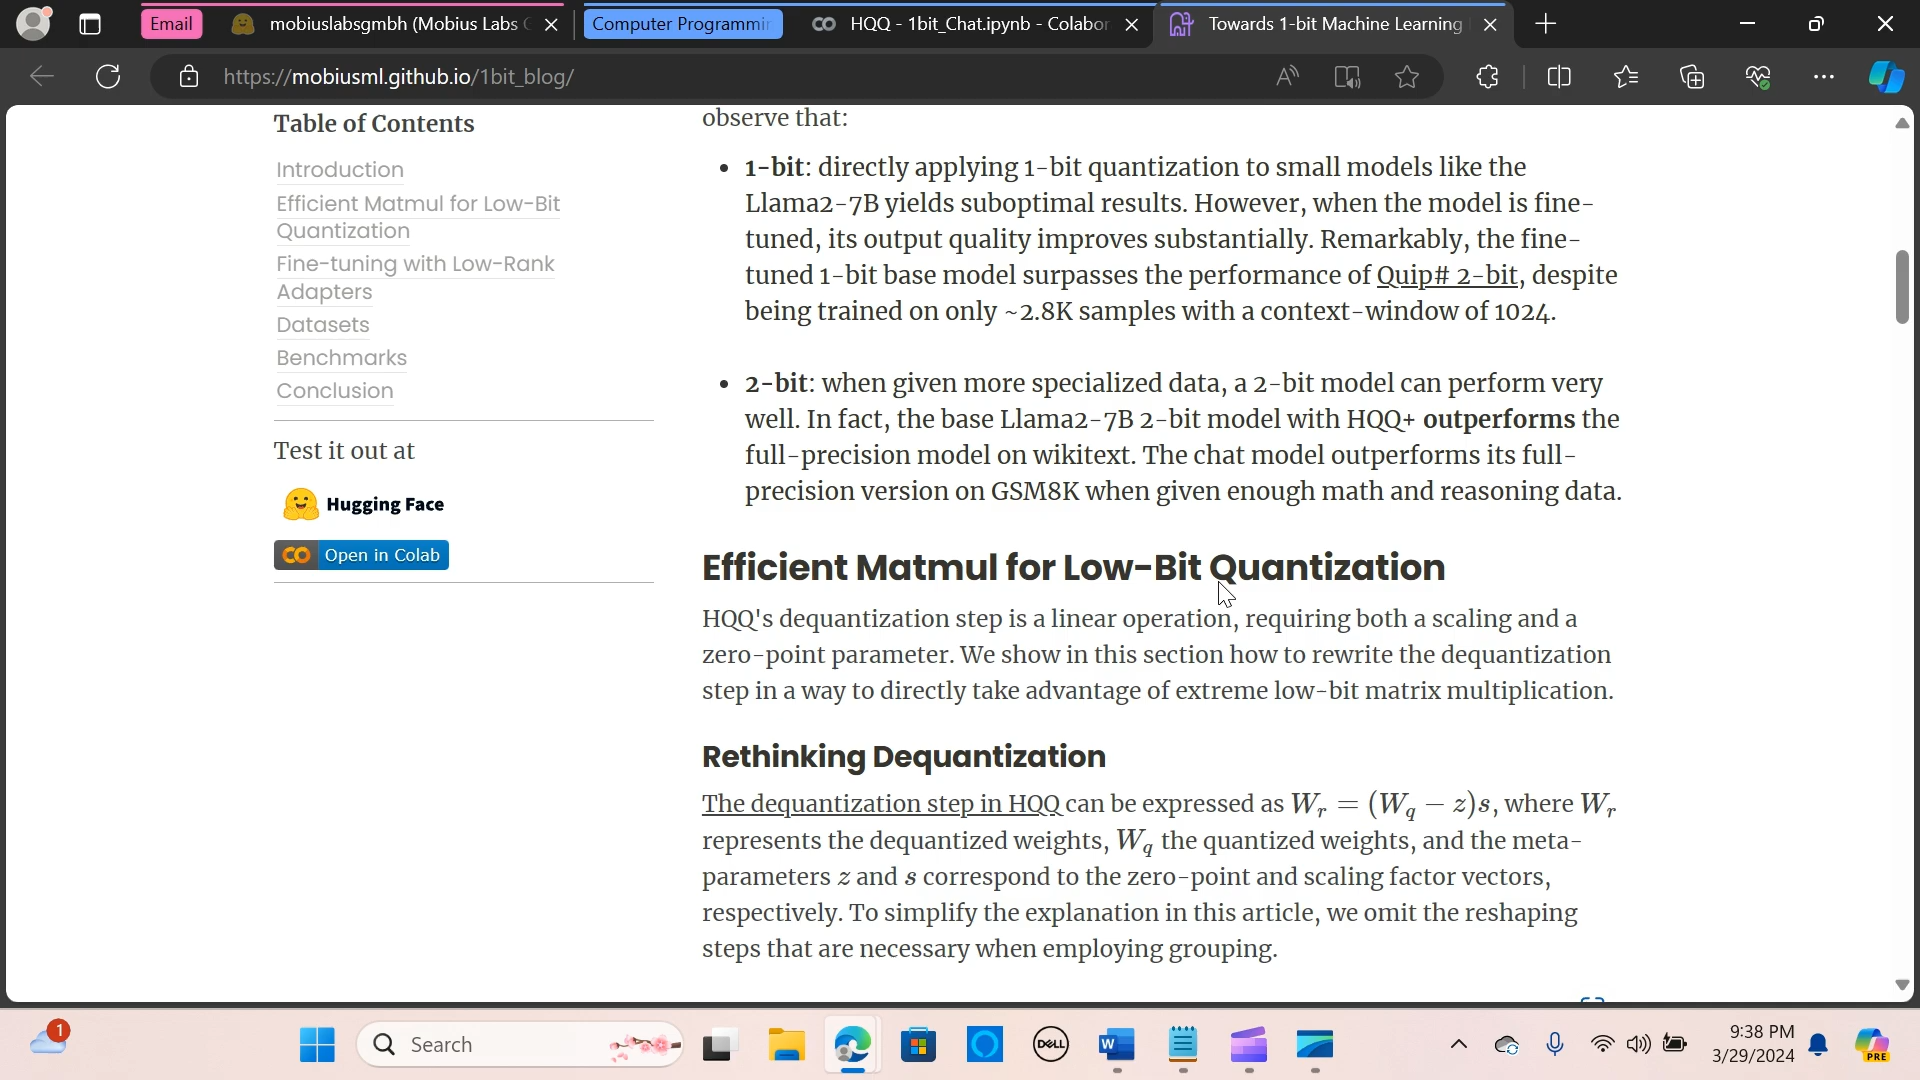 Email
mobiuslabsgmbh (Mobius Labs G
Computer Programmin
HQQ - 1bit_Chat.ipynb - Colabor
Towards 1-bit Machine Learning
https://mobiusml.github.io/1bit_blog/
Table of Contents
Introduction
Efficient Matmul for Low-Bit
Quantization
Fine-tuning with Low-Rank
Adapters
Datasets
Benchmarks
Conclusion
Test it out at
Hugging Face
Open in Colab
observe that:
• 1-bit: directly applying 1-bit quantization to small models like the
Llama2-7B yields suboptimal results. However, when the model is fine-
tuned, its output quality improves substantially. Remarkably, the fine-
tuned 1-bit base model surpasses the performance of Quip# 2-bit, despite
being trained on only ~2.8K samples with a context-window of 1024.
• 2-bit: when given more specialized data, a 2-bit model can perform very
well. In fact, the base Llama2-7B 2-bit model with HQQ+ outperforms the
full-precision model on wikitext. The chat model outperforms its full-
precision version on GSM8K when given enough math and reasoning data.
Efficient Matmul for Low-Bit Quantization
HQQ's dequantization step is a linear operation, requiring both a scaling and a
zero-point parameter. We show in this section how to rewrite the dequantization
step in a way to directly take advantage of extreme low-bit matrix multiplication.
Rethinking Dequantization
The dequantization step in HQQ can be expressed as Wr = (Wq − z)s, where Wr
represents the dequantized weights, Wq the quantized weights, and the meta-
parameters z and s correspond to the zero-point and scaling factor vectors,
respectively. To simplify the explanation in this article, we omit the reshaping
steps that are necessary when employing grouping.
1
Search
DELL
W
9:38 PM
3/29/2024
PRE